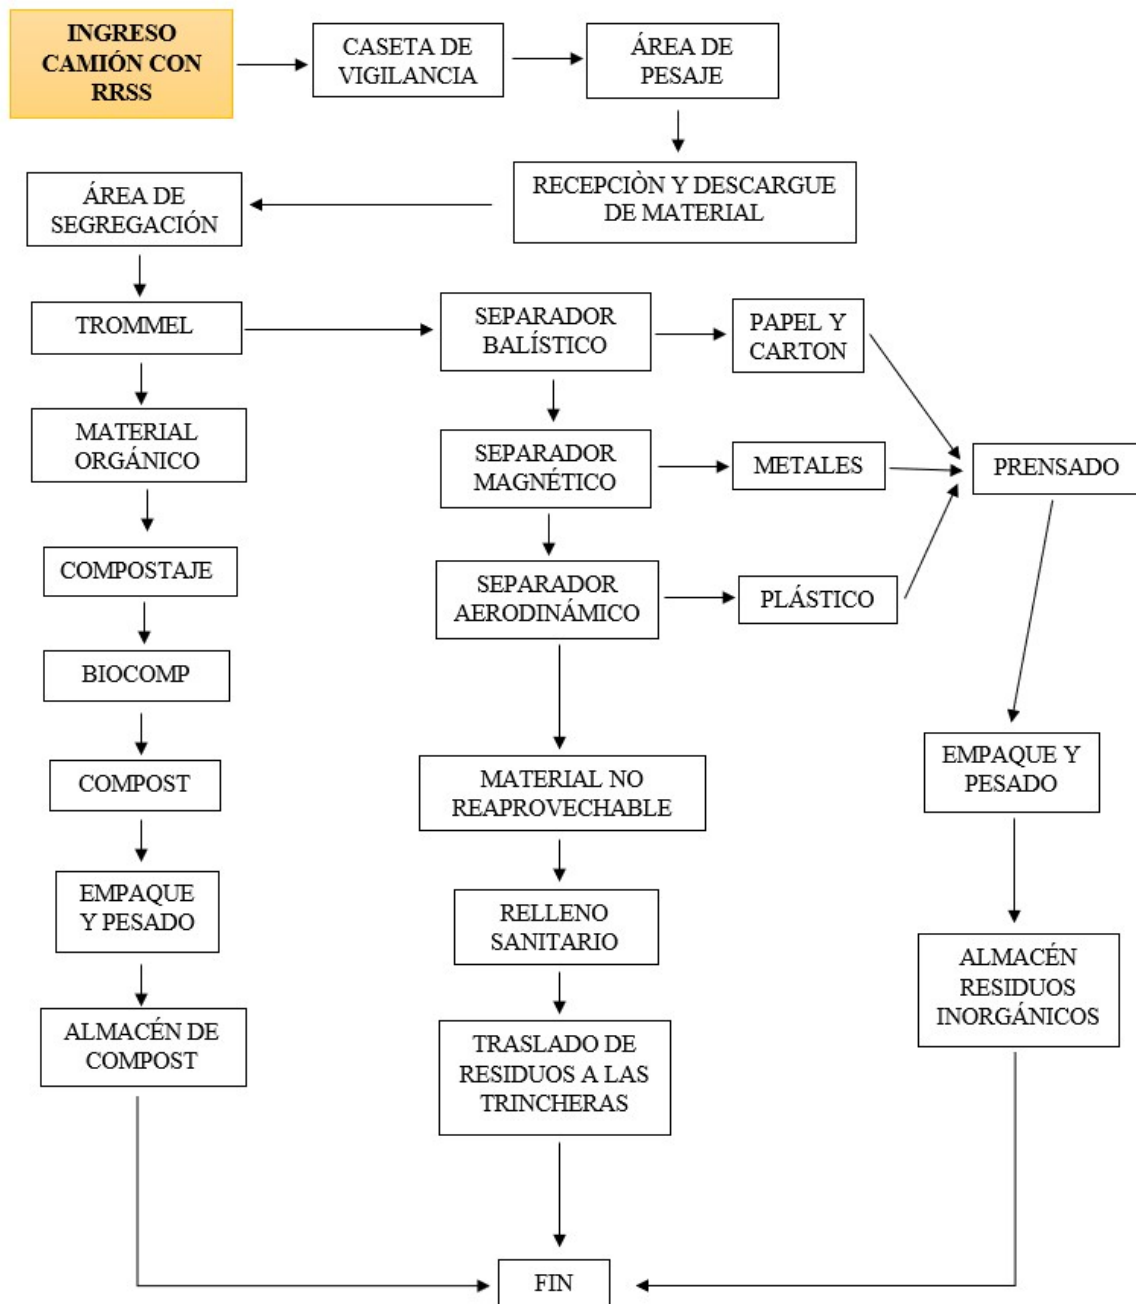 INGRESO
CAMIÓN CON
RRSS
CASETA DE
VIGILANCIA
ÁREA DE
PESAJE
RECEPCIÒN Y DESCARGUE
DE MATERIAL
ÁREA DE
SEGREGACIÓN
TROMMEL
SEPARADOR
BALÍSTICO
PAPEL Y
CARTON
MATERIAL
ORGÁNICO
SEPARADOR
MAGNÉTICO
METALES
PRENSADO
COMPOSTAJE
SEPARADOR
AERODINÁMICO
PLÁSTICO
BIOCOMP
COMPOST
MATERIAL NO
REAPROVECHABLE
EMPAQUE Y
PESADO
EMPAQUE
Y PESADO
RELLENO
SANITARIO
ALMACÉN
RESIDUOS
INORGÁNICOS
ALMACÉN DE
COMPOST
TRASLADO DE
RESIDUOS A LAS
TRINCHERAS
FIN